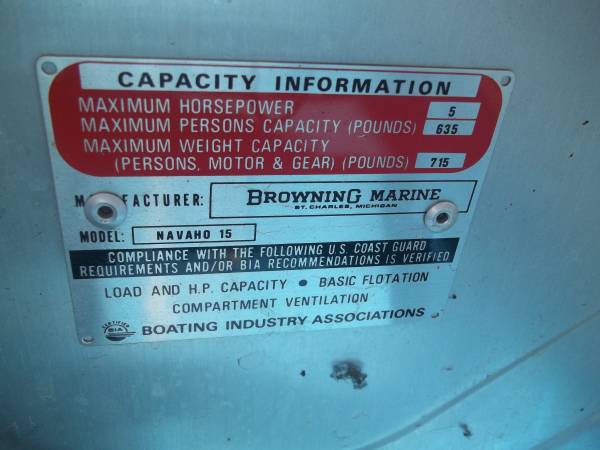 CAPACITY INFORMATION
MAXIMUM HORSEPOWER 5
MAXIMUM PERSONS CAPACITY (POUNDS) 635
MAXIMUM WEIGHT CAPACITY
(PERSONS, MOTOR & GEAR) (POUNDS) 715
BROWNING MARINE
ST. CHARLES, MICHIGAN
MODEL: NAVAHO 15
COMPLIANCE WITH THE FOLLOWING U.S. COAST GUARD
REQUIREMENTS AND/OR BIA RECOMMENDATIONS IS VERIFIED
LOAD AND H.P. CAPACITY • BASIC FLOTATION
COMPARTMENT VENTILATION
CERTIFIED
BIA
BOATING INDUSTRY ASSOCIATIONS